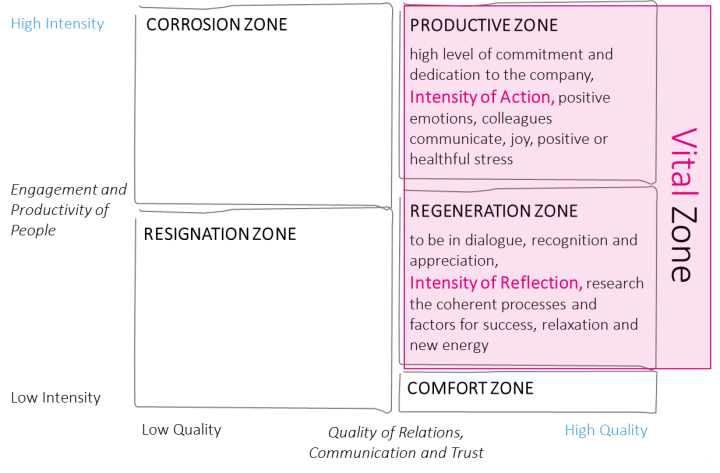 High Intensity
CORROSION ZONE
PRODUCTIVE ZONE
high level of commitment and
dedication to the company,
Intensity of Action, positive
emotions, colleagues
communicate, joy, positive or
healthful stress
Vital Zone
Engagement and
Productivity of
People
RESIGNATION ZONE
REGENERATION ZONE
to be in dialogue, recognition and
appreciation,
Intensity of Reflection, research
the coherent processes and
factors for success, relaxation and
new energy
Low Intensity
COMFORT ZONE
Low Quality
Quality of Relations,
Communication and Trust
High Quality